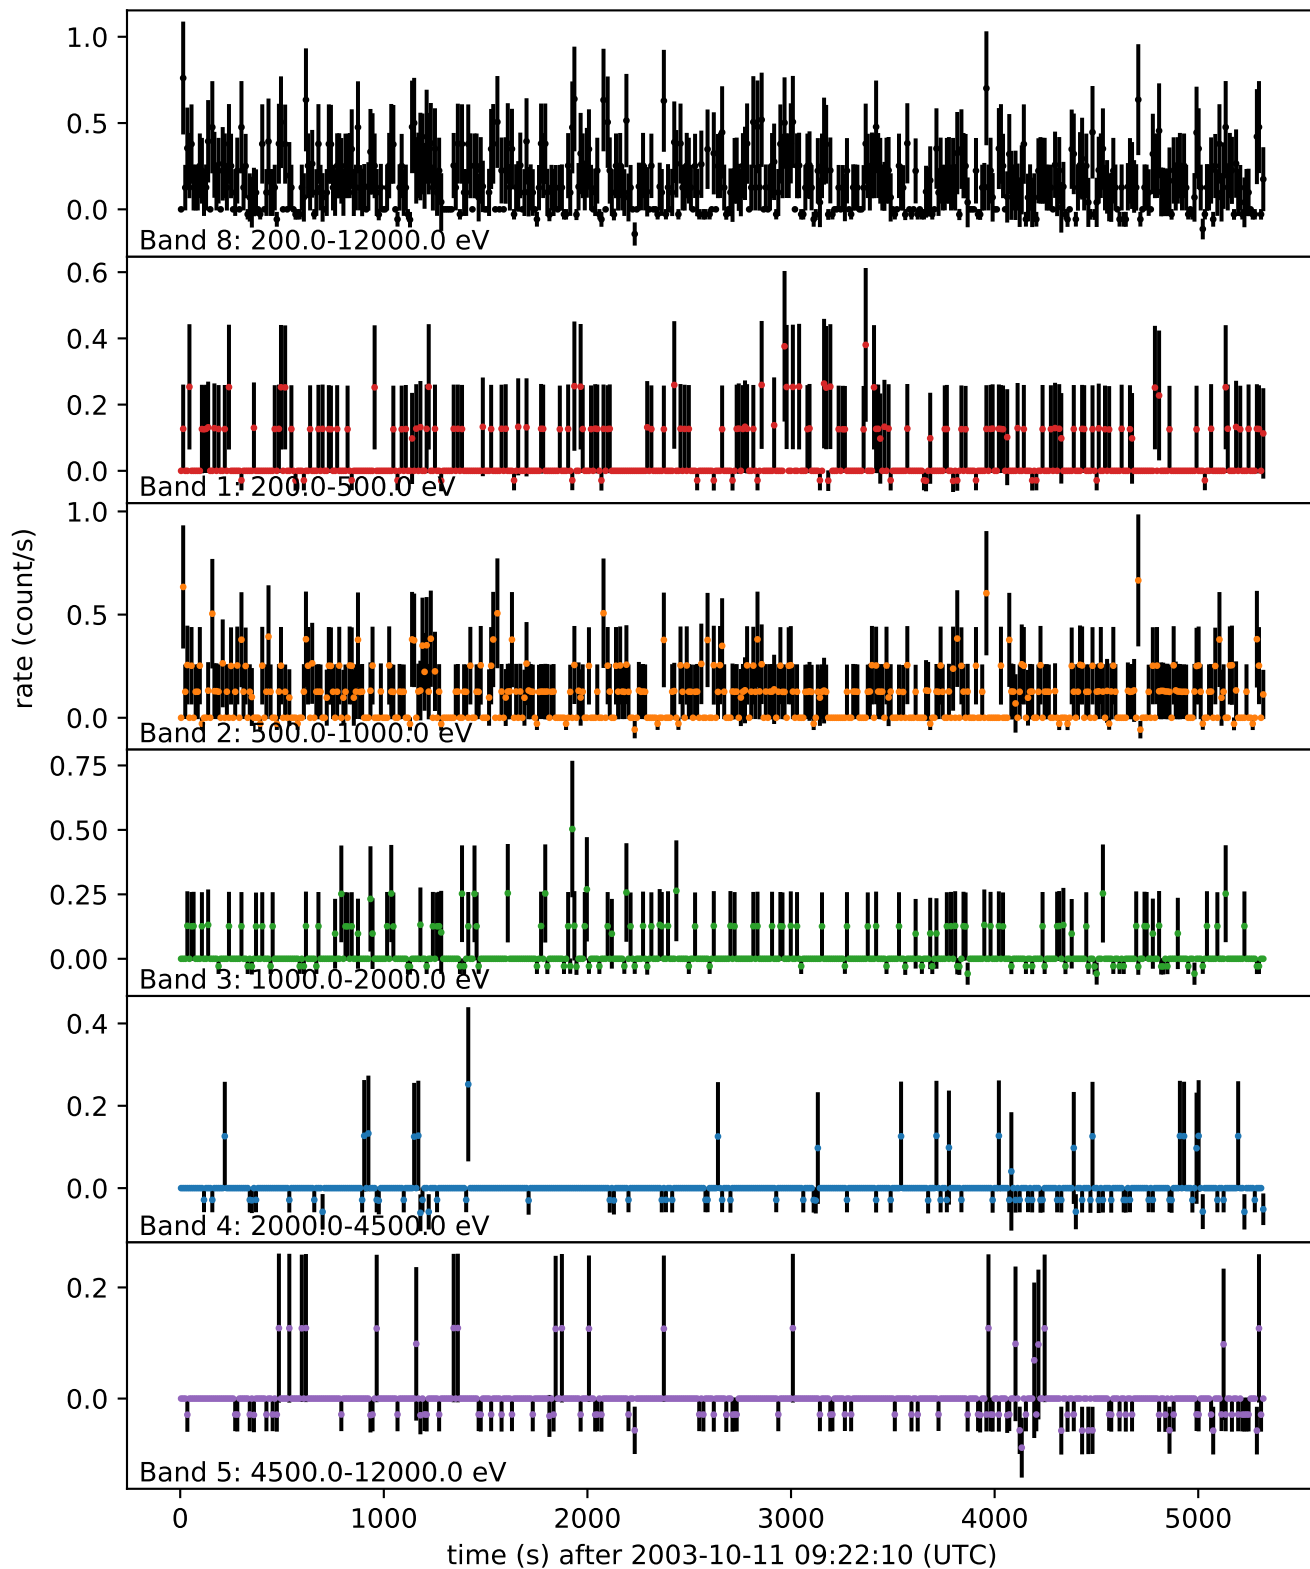 1.0
0.5
0.0
Band 8: 200.0-12000.0 eV
0.6
0.4
0.2
0.0
Band 1: 200.0-500.0 eV
1.0
0.5
0.0
Band 2: 500.0-1000.0 eV
rate (count/s)
0.75
0.50
0.25
0.00
Band 3: 1000.0-2000.0 eV
0.4
0.2
0.0
Band 4: 2000.0-4500.0 eV
0.2
0.0
Band 5: 4500.0-12000.0 eV
0 1000 2000 3000 4000 5000
time (s) after 2003-10-11 09:22:10 (UTC)